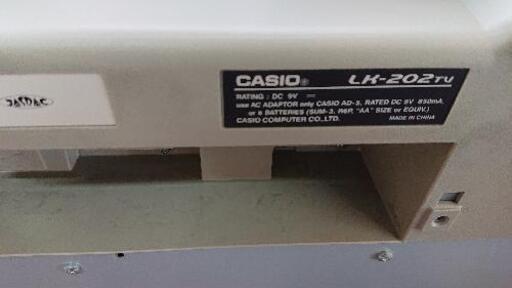 JASRAC
CASIO® LK-202TV
RATING : DC 9V ⎓
use AC ADAPTOR only CASIO AD-5, RATED DC 9V 850mA,
or 6 BATTERIES (SUM-3, R6P, "AA" SIZE or EQUIV.)
CASIO COMPUTER CO.,LTD. MADE IN CHINA